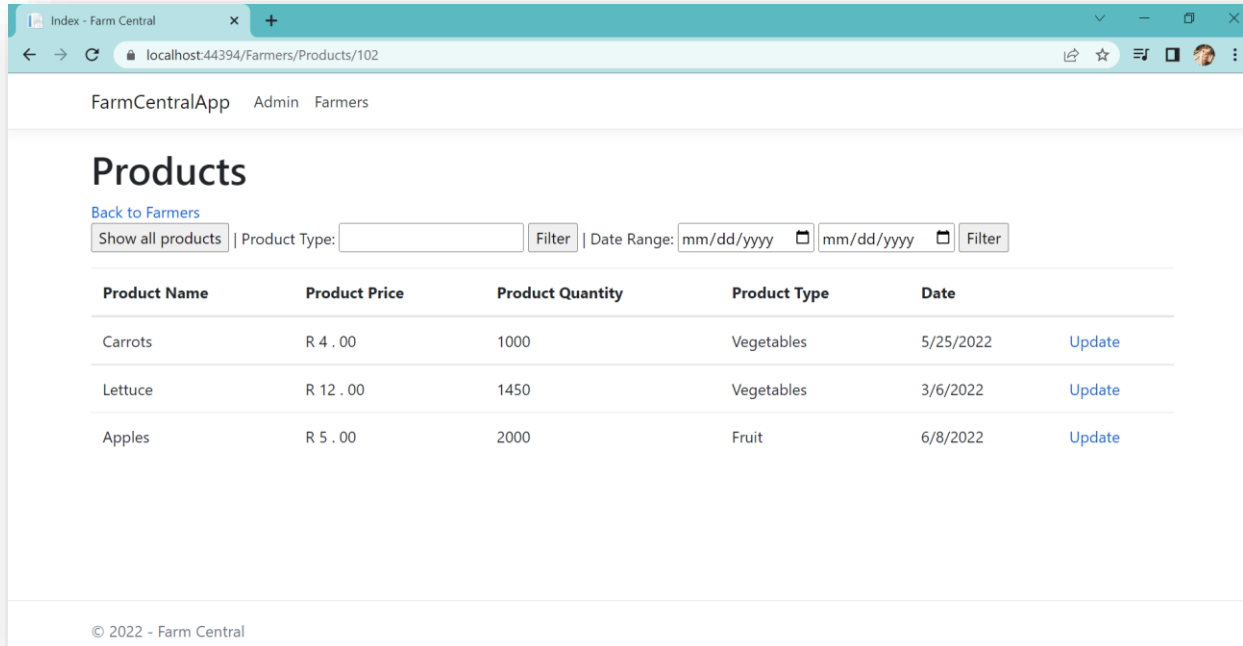 Index - Farm Central
localhost:44394/Farmers/Products/102
FarmCentralApp Admin Farmers
Products
Back to Farmers
Show all products | Product Type: Filter | Date Range: mm/dd/yyyy mm/dd/yyyy Filter
Product Name Product Price Product Quantity Product Type Date
Carrots R 4 . 00 1000 Vegetables 5/25/2022 Update
Lettuce R 12 . 00 1450 Vegetables 3/6/2022 Update
Apples R 5 . 00 2000 Fruit 6/8/2022 Update
© 2022 - Farm Central